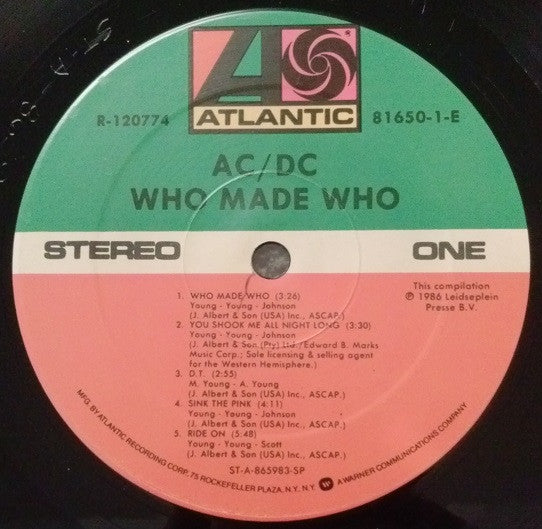 ATLANTIC
R-120774
81650-1-E
AC/DC
WHO MADE WHO
STEREO
ONE
This compilation
℗ 1986 Leidseplein
Presse B.V.
1. WHO MADE WHO (3:26)
Young - Young - Johnson
(J. Albert & Son (USA) Inc., ASCAP.)
2. YOU SHOOK ME ALL NIGHT LONG (3:30)
Young - Young - Johnson
(J. Albert & Son (Pty) Ltd./Edward B. Marks
Music Corp.; Sole licensing & selling agent
for the Western Hemisphere.)
3. D.T. (2:55)
M. Young - A. Young
(J. Albert & Son (USA) Inc., ASCAP.)
4. SINK THE PINK (4:11)
Young - Young - Johnson
(J. Albert & Son (USA) Inc., ASCAP.)
5. RIDE ON (5:48)
Young - Young - Scott
(J. Albert & Son (USA) Inc., ASCAP.)
ST-A-865983-SP
MFG. BY ATLANTIC RECORDING CORP. 75 ROCKEFELLER PLAZA, N.Y. N.Y. A WARNER COMMUNICATIONS COMPANY